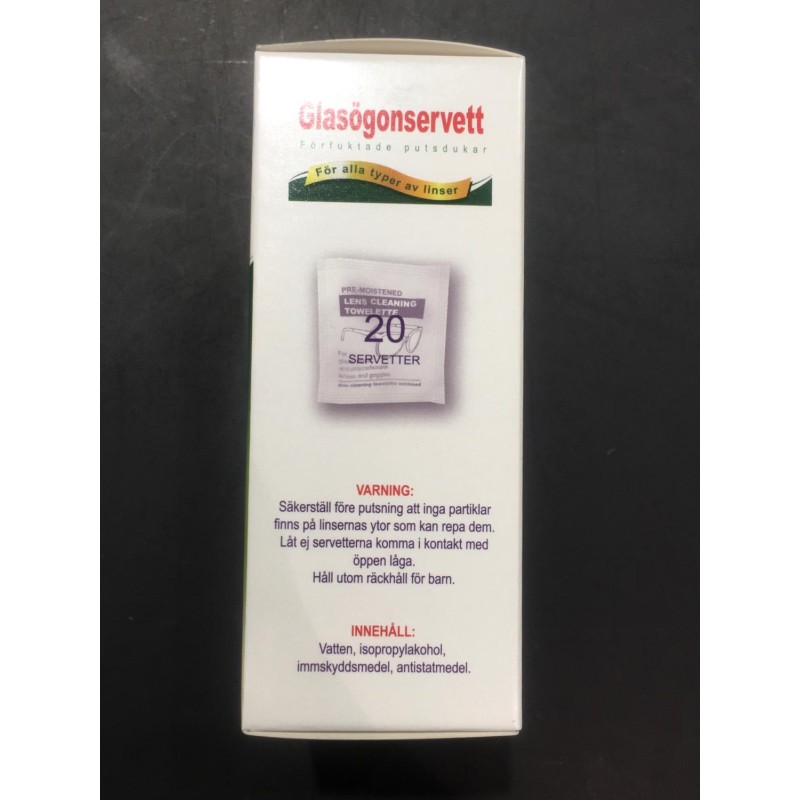 Glasögonservett
Förfuktade putsdukar
För alla typer av linser
PRE-MOISTENED
LENS CLEANING
TOWELETTE
20
SERVETTER
VARNING:
Säkerställ före putsning att inga partiklar
finns på linsernas ytor som kan repa dem.
Låt ej servetterna komma i kontakt med
öppen låga.
Håll utom räckhåll för barn.
INNEHÅLL:
Vatten, isopropylakohol,
immskyddsmedel, antistatmedel.